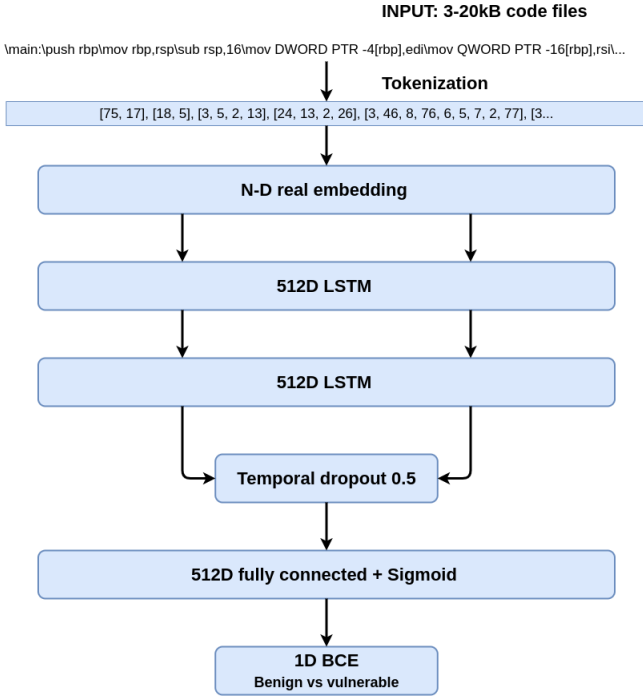 INPUT: 3-20kB code files
\main:\push rbp\mov rbp,rsp\sub rsp,16\mov DWORD PTR -4[rbp],edi\mov QWORD PTR -16[rbp],rsi\...
Tokenization
[75, 17], [18, 5], [3, 5, 2, 13], [24, 13, 2, 26], [3, 46, 8, 76, 6, 5, 7, 2, 77], [3...
N-D real embedding
512D LSTM
512D LSTM
Temporal dropout 0.5
512D fully connected + Sigmoid
1D BCE
Benign vs vulnerable